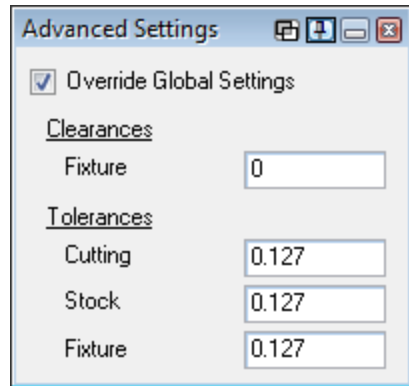 Advanced Settings
Override Global Settings
Clearances
Fixture 0
Tolerances
Cutting 0.127
Stock 0.127
Fixture 0.127